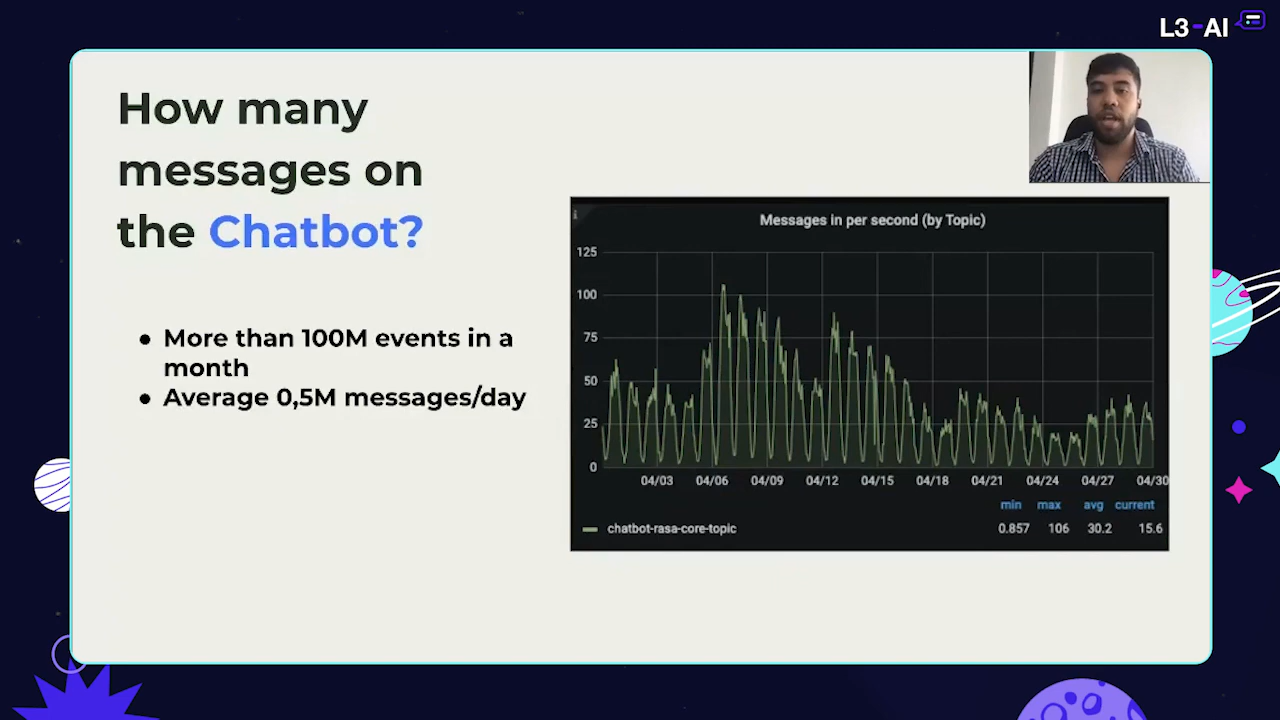 L3-AI
How many
messages on
the Chatbot?
● More than 100M events in a
month
● Average 0,5M messages/day
i
Messages in per second (by Topic)
125
100
75
50
25
0
04/03 04/06 04/09 04/12 04/15 04/18 04/21 04/24 04/27 04/30
min max avg current
chatbot-rasa-core-topic 0.857 106 30.2 15.6